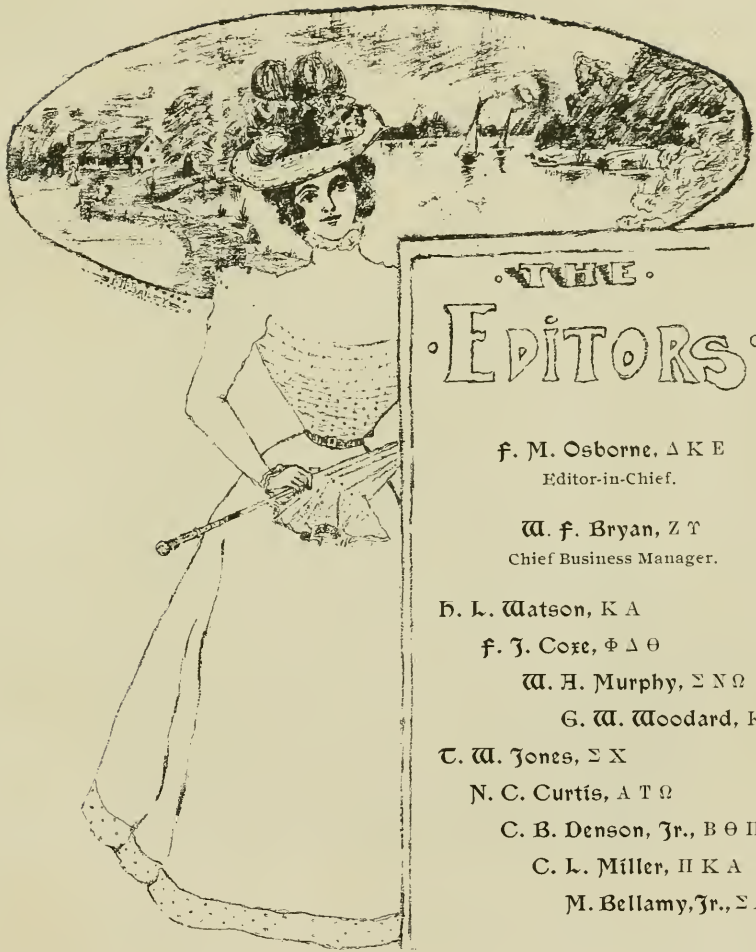 · THE ·
· EDITORS ·
F. M. Osborne, Δ Κ Ε
Editor-in-Chief.
W. F. Bryan, Ζ Υ
Chief Business Manager.
H. L. Watson, Κ Α
F. J. Coxe, Φ Δ Θ
W. A. Murphy, Σ Ν Ω
G. W. Woodard,
T. W. Jones, Σ Χ
N. C. Curtis, Α Τ Ω
C. B. Denson, Jr., Β Θ Π
C. L. Miller, Π Κ Α
M. Bellamy, Jr., Σ